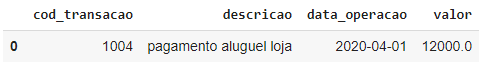 cod_transacao descricao data_operacao valor
0 1004 pagamento aluguel loja 2020-04-01 12000.0